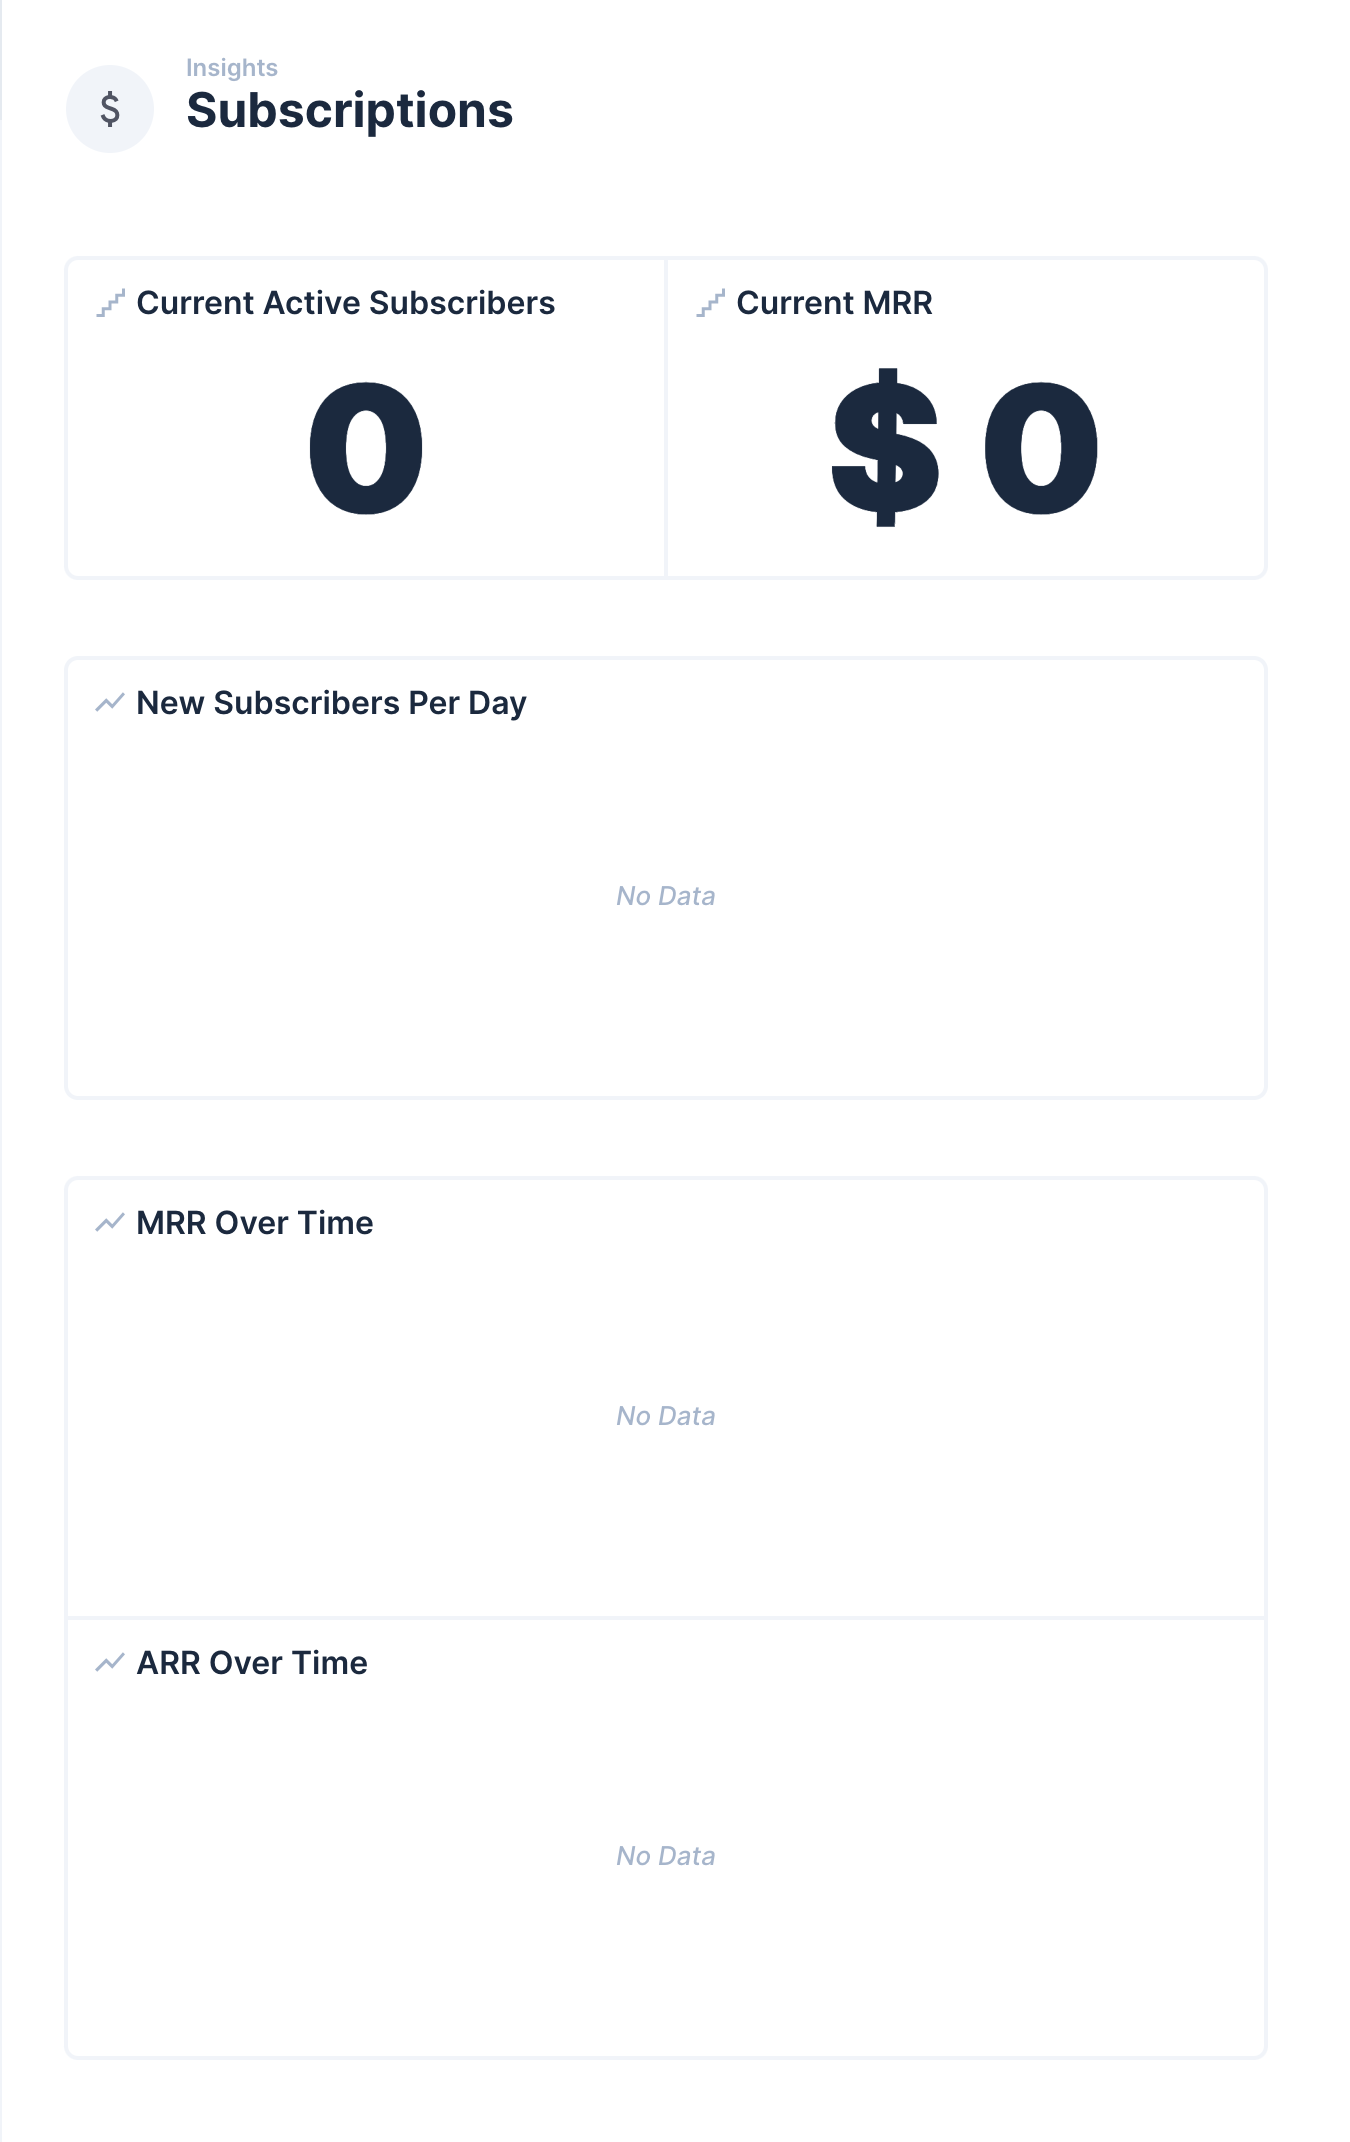 Insights
$
Subscriptions
Current Active Subscribers
0
Current MRR
$ 0
New Subscribers Per Day
No Data
MRR Over Time
No Data
ARR Over Time
No Data